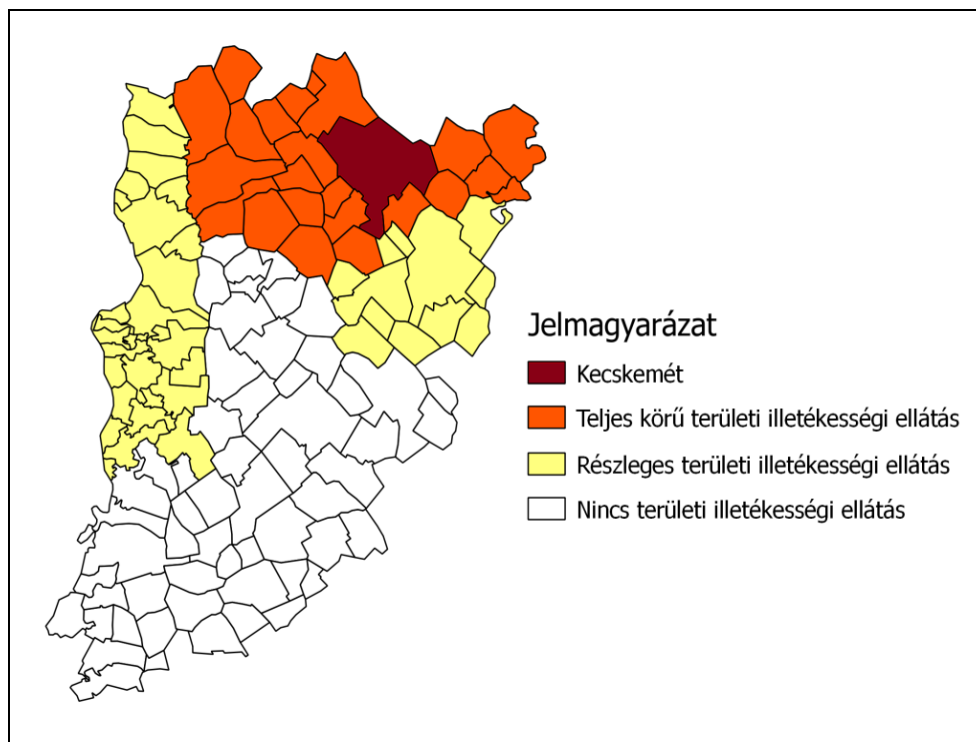 Jelmagyarázat
Kecskemét
Teljes körű területi illetékességi ellátás
Részleges területi illetékességi ellátás
Nincs területi illetékességi ellátás